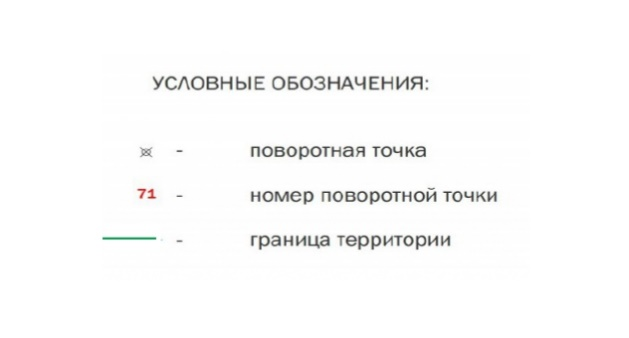 УСЛОВНЫЕ ОБОЗНАЧЕНИЯ:
- поворотная точка
71 - номер поворотной точки
- граница территории